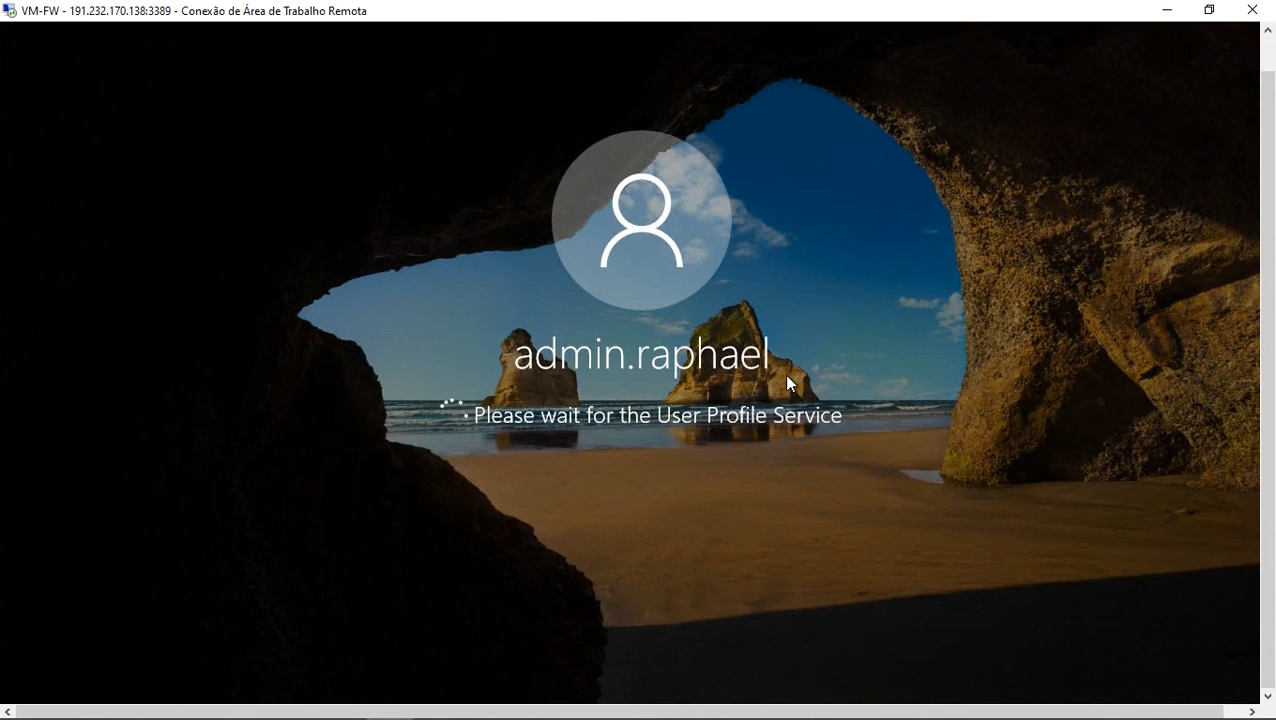 VM-FW - 191.232.170.138:3389 - Conexão de Área de Trabalho Remota
admin.raphael
Please wait for the User Profile Service